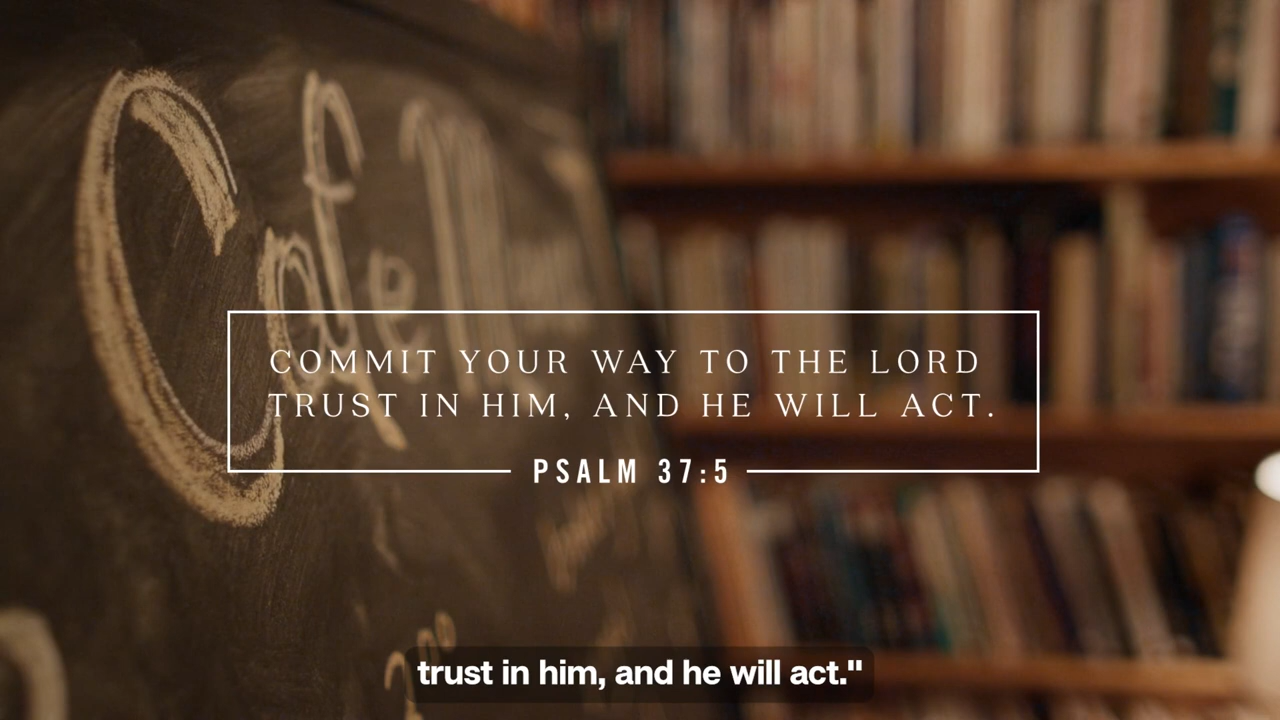 Cafe M
COMMIT YOUR WAY TO THE LORD
TRUST IN HIM, AND HE WILL ACT.
PSALM 37:5
trust in him, and he will act."